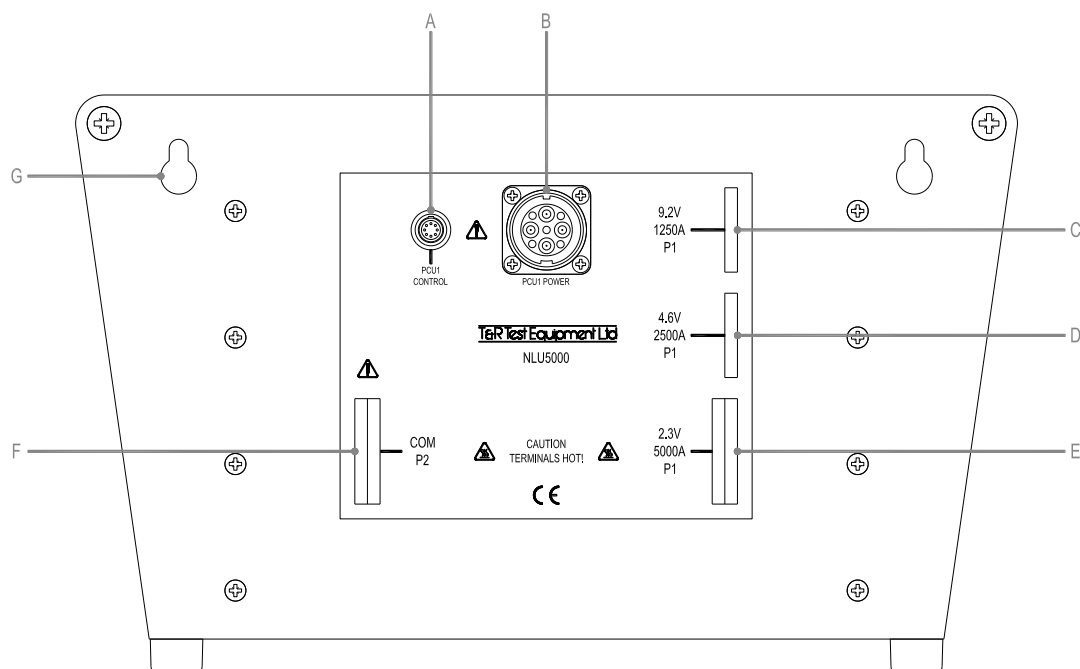 A
B
G
9.2V
1250A
P1
C
PCU1
CONTROL
PCU1 POWER
4.6V
2500A
P1
D
T&R Test Equipment Ltd
NLU5000
F
COM
P2
CAUTION
TERMINALS HOT!
2.3V
5000A
P1
E
CE